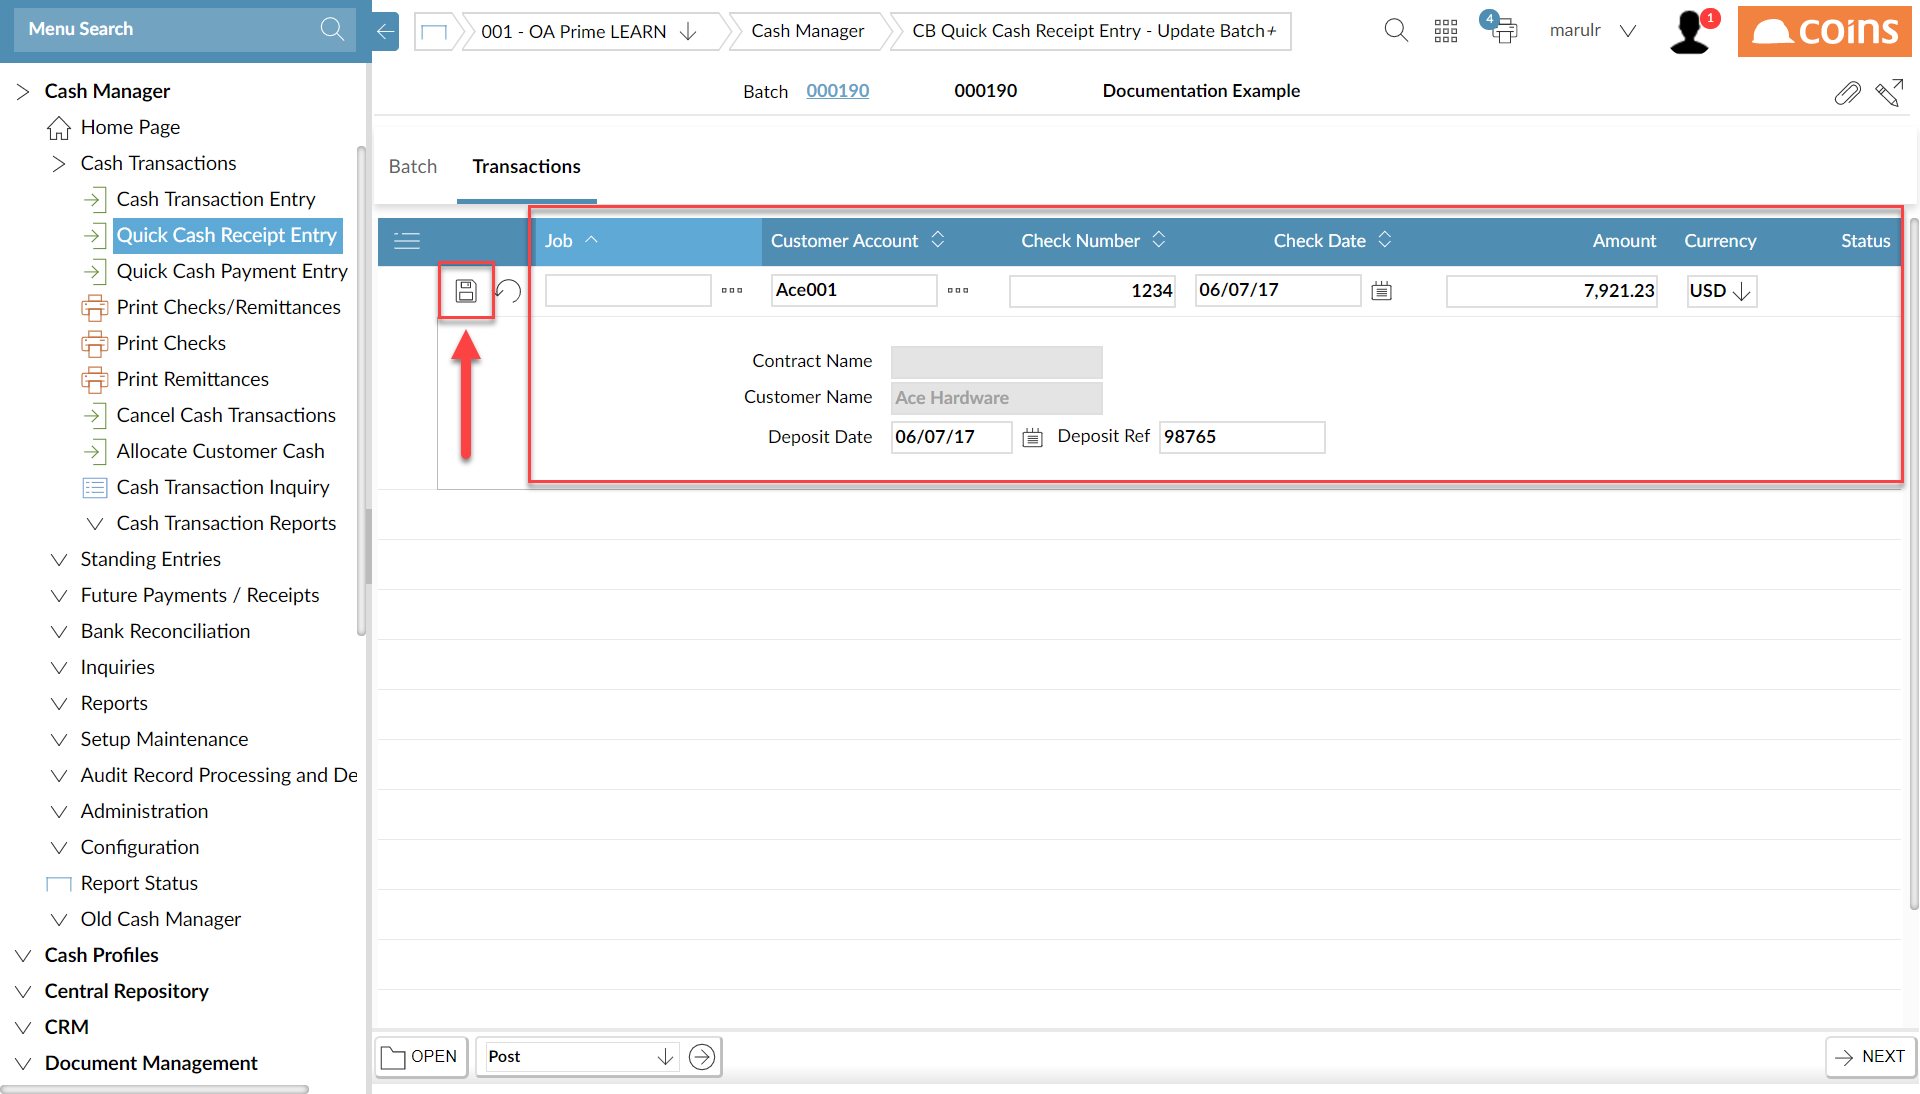 Menu Search
001 - OA Prime LEARN
Cash Manager
CB Quick Cash Receipt Entry - Update Batch+
4
marulr
1
coins
Batch 000190 000190 Documentation Example
Cash Manager
Home Page
Cash Transactions
Cash Transaction Entry
Quick Cash Receipt Entry
Quick Cash Payment Entry
Print Checks/Remittances
Print Checks
Print Remittances
Cancel Cash Transactions
Allocate Customer Cash
Cash Transaction Inquiry
Cash Transaction Reports
Standing Entries
Future Payments / Receipts
Bank Reconciliation
Inquiries
Reports
Setup Maintenance
Audit Record Processing and De
Administration
Configuration
Report Status
Old Cash Manager
Cash Profiles
Central Repository
CRM
Document Management
Batch Transactions
Job Customer Account Check Number Check Date Amount Currency Status
Ace001 1234 06/07/17 7,921.23 USD
Contract Name
Customer Name Ace Hardware
Deposit Date 06/07/17 Deposit Ref 98765
OPEN Post NEXT